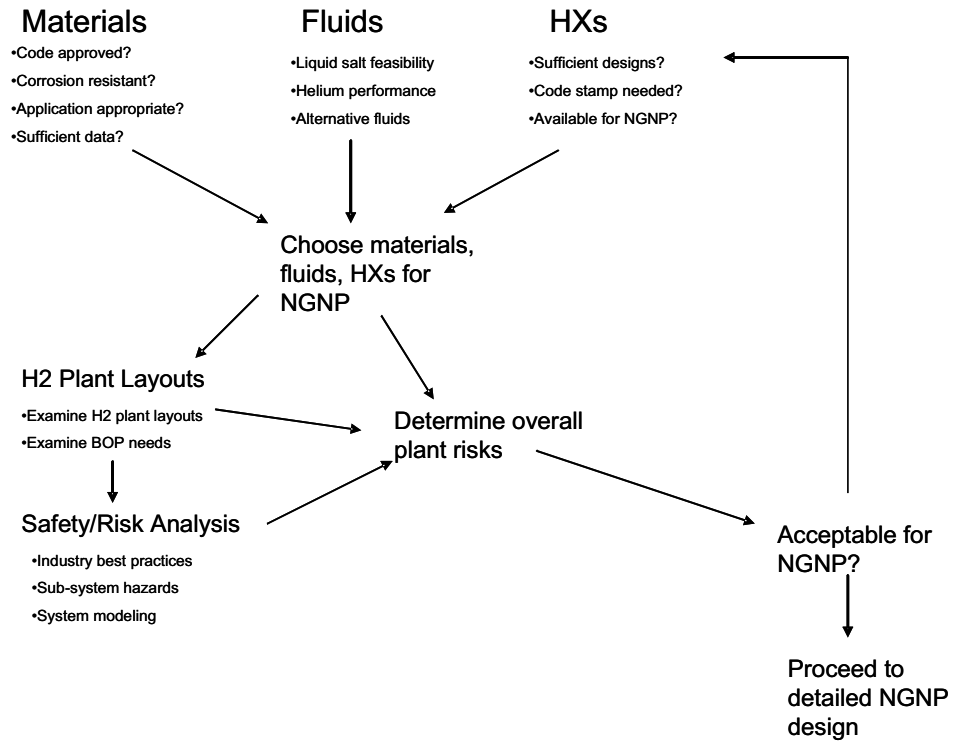 Materials
•Code approved?
•Corrosion resistant?
•Application appropriate?
•Sufficient data?
Fluids
•Liquid salt feasibility
•Helium performance
•Alternative fluids
HXs
•Sufficient designs?
•Code stamp needed?
•Available for NGNP?
Choose materials,
fluids, HXs for
NGNP
H2 Plant Layouts
•Examine H2 plant layouts
•Examine BOP needs
Determine overall
plant risks
Safety/Risk Analysis
•Industry best practices
•Sub-system hazards
•System modeling
Acceptable for
NGNP?
Proceed to
detailed NGNP
design